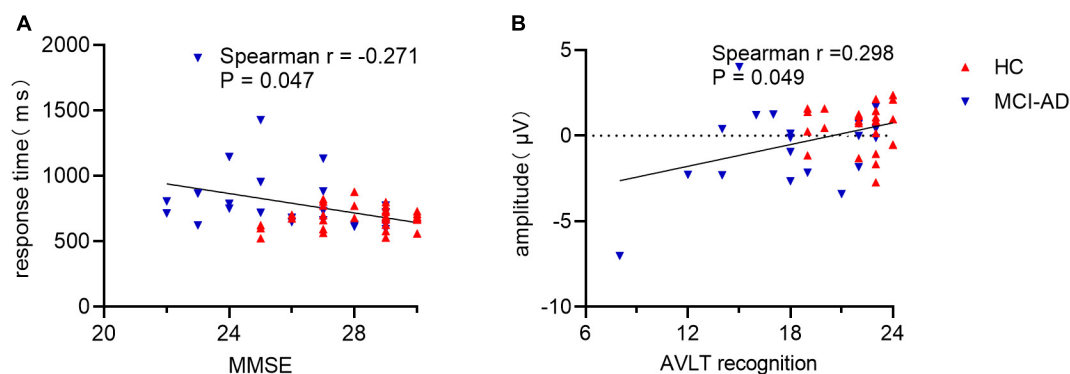 A
2000
1500
1000
500
0
response time( ms)
Spearman r = -0.271
P = 0.047
20
24
28
MMSE
B
5
0
-5
-10
amplitude( μV)
Spearman r =0.298
P = 0.049
6
12
18
24
AVLT recognition
HC
MCI-AD